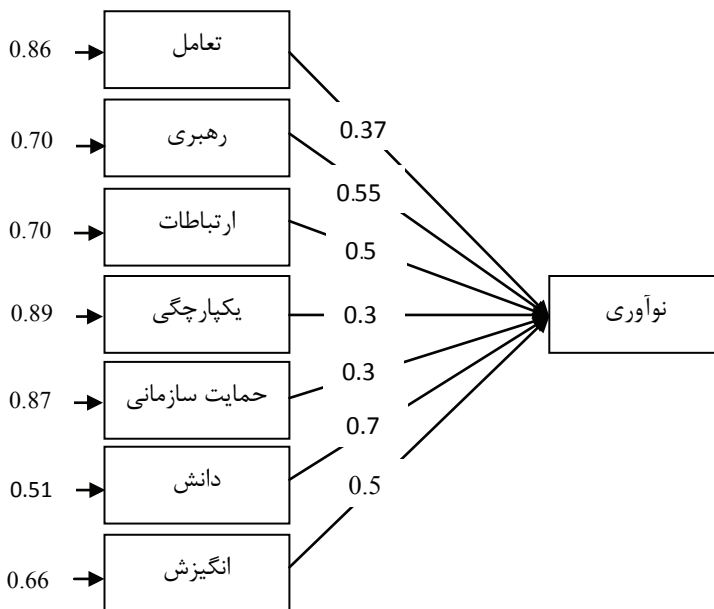 0.86
تعامل
0.37
0.70
رهبری
0.55
0.70
ارتباطات
0.5
0.89
یکپارچگی
0.3
نوآوری
0.87
حمایت سازمانی
0.3
0.51
دانش
0.7
0.66
انگیزش
0.5